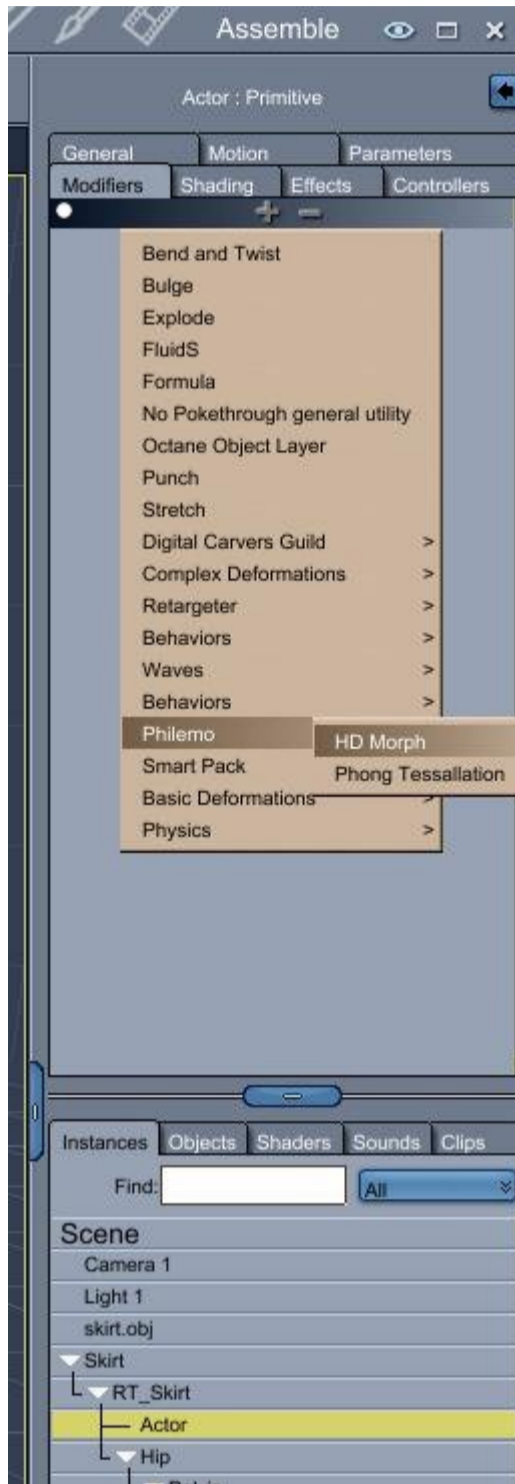 Assemble
Actor : Primitive
General Motion Parameters
Modifiers Shading Effects Controllers
Bend and Twist
Bulge
Explode
FluidS
Formula
No Pokethrough general utility
Octane Object Layer
Punch
Stretch
Digital Carvers Guild >
Complex Deformations >
Retargeter >
Behaviors >
Waves >
Behaviors >
Philemo
HD Morph
Smart Pack
Phong Tessallation
Basic Deformations >
Physics >
Instances Objects Shaders Sounds Clips
Find: All
Scene
Camera 1
Light 1
skirt.obj
Skirt
RT_Skirt
Actor
Hip